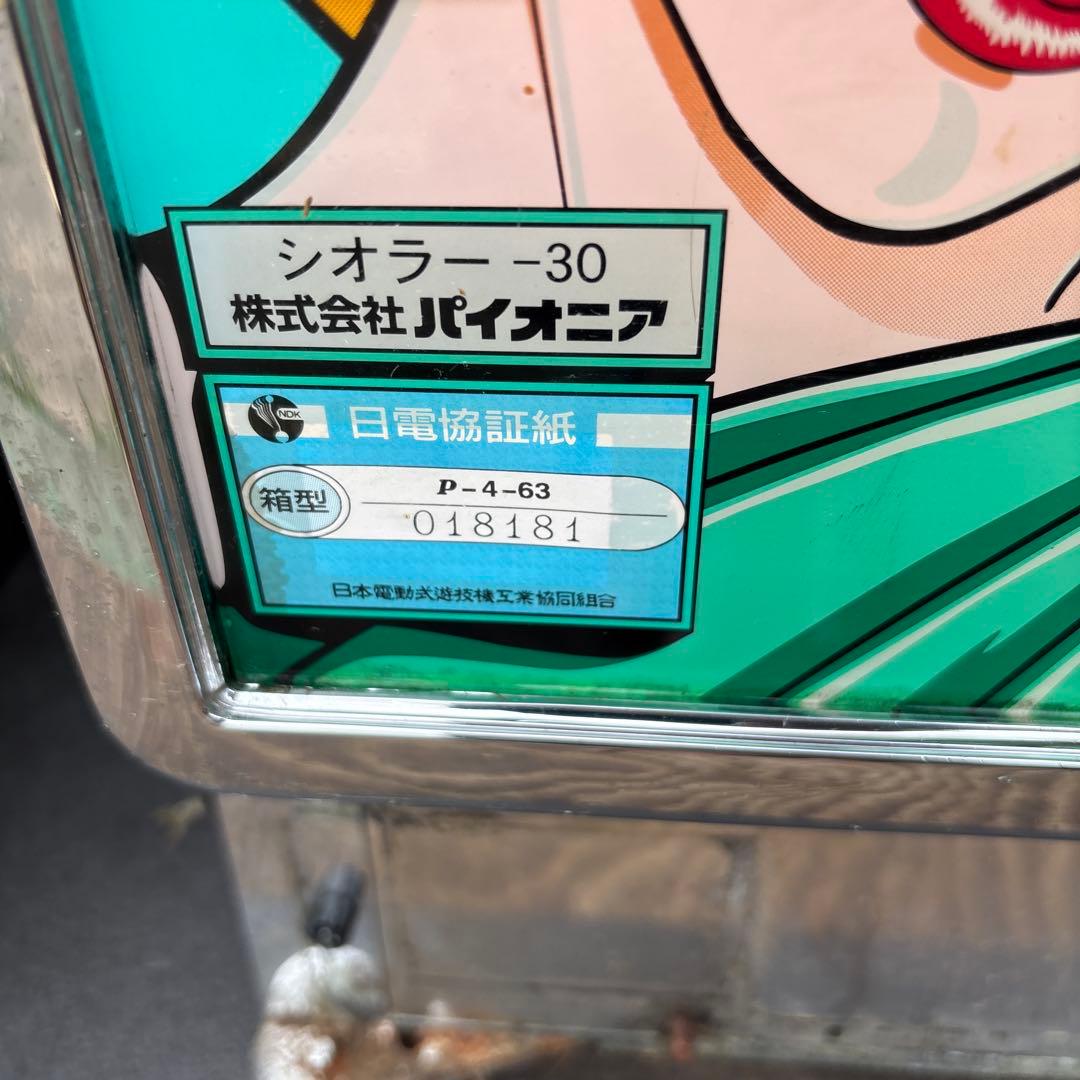 シオラー -30
株式会社 パイオニア
NDK 日電協証紙
箱型
P-4-63
018181
日本電動式遊技機工業協同組合